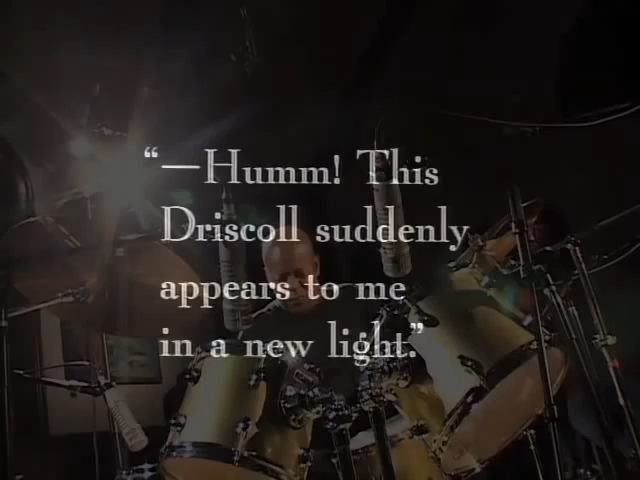 “—Humm! This
Driscoll suddenly
appears to me
in a new light.”